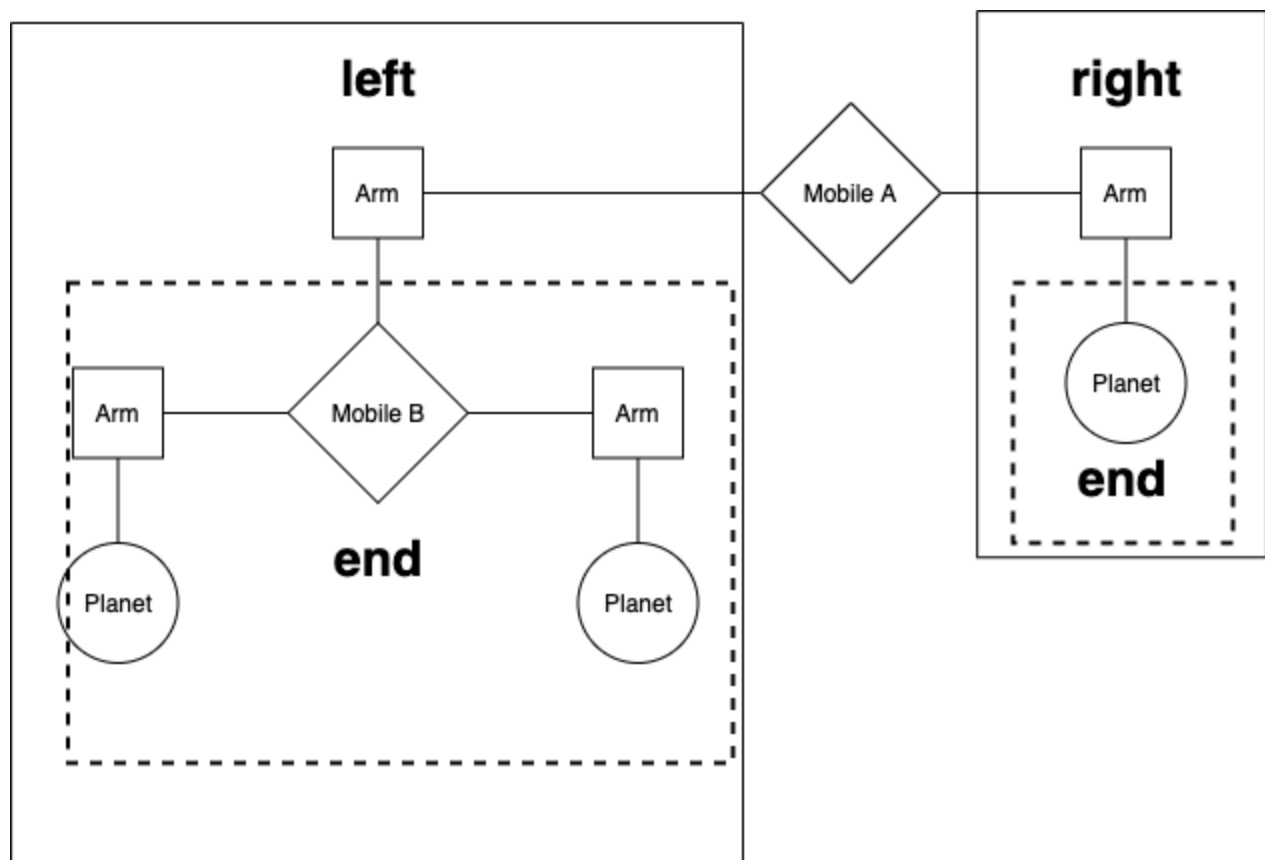 left
right
Arm
Mobile A
Arm
Arm
Mobile B
Arm
Planet
end
end
Planet
Planet